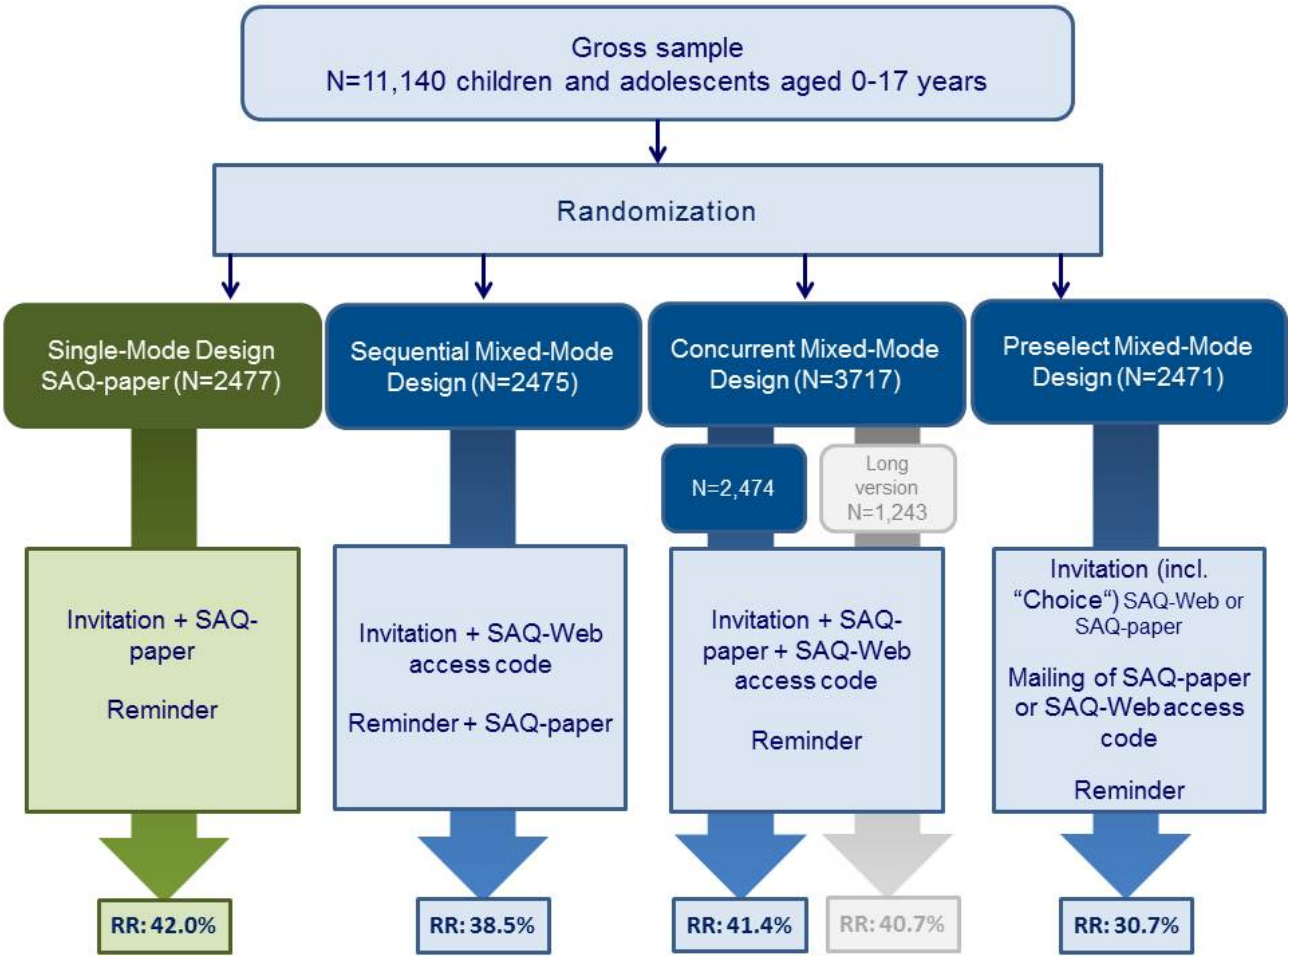 Gross sample
N=11,140 children and adolescents aged 0-17 years
Randomization
Single-Mode Design
SAQ-paper (N=2477)
Sequential Mixed-Mode
Design (N=2475)
Concurrent Mixed-Mode
Design (N=3717)
Preselect Mixed-Mode
Design (N=2471)
N=2,474
Long
version
N=1,243
Invitation + SAQ-
paper
Reminder
Invitation + SAQ-Web
access code
Reminder + SAQ-paper
Invitation + SAQ-
paper + SAQ-Web
access code
Reminder
Invitation (incl.
“Choice“) SAQ-Web or
SAQ-paper
Mailing of SAQ-paper
or SAQ-Web access
code
Reminder
RR: 42.0%
RR: 38.5%
RR: 41.4%
RR: 40.7%
RR: 30.7%